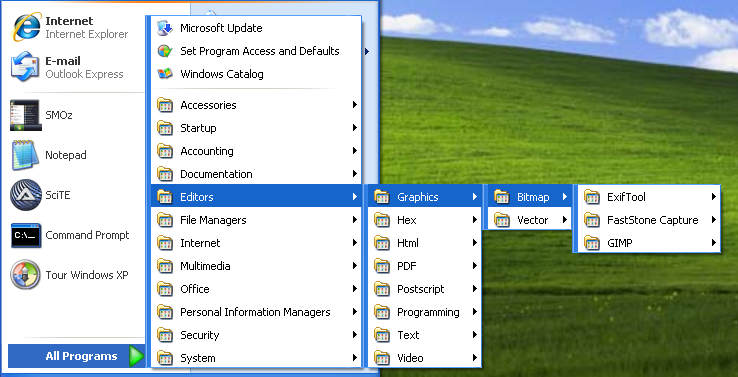 Internet
Internet Explorer
E-mail
Outlook Express
SMOz
Notepad
SciTE
Command Prompt
Tour Windows XP
All Programs
Microsoft Update
Set Program Access and Defaults
Windows Catalog
Accessories
Startup
Accounting
Documentation
Editors
File Managers
Internet
Multimedia
Office
Personal Information Managers
Security
System
Graphics
Hex
Html
PDF
Postscript
Programming
Text
Video
Bitmap
Vector
ExifTool
FastStone Capture
GIMP